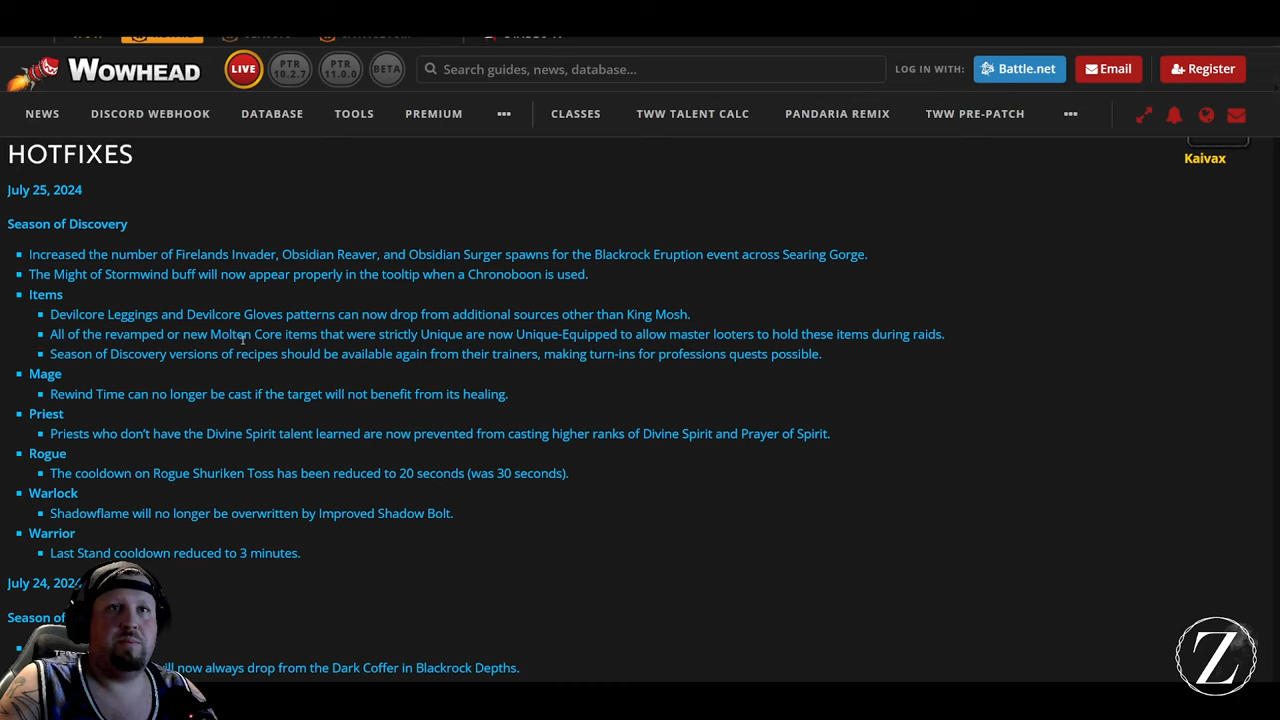 WOWHEAD
LIVE
PTR
10.2.7
PTR
11.0.0
BETA
Search guides, news, database...
LOG IN WITH:
Battle.net
Email
Register
NEWS
DISCORD WEBHOOK
DATABASE
TOOLS
PREMIUM
•••
CLASSES
TWW TALENT CALC
PANDARIA REMIX
TWW PRE-PATCH
•••
HOTFIXES
Kaivax
July 25, 2024
Season of Discovery
Increased the number of Firelands Invader, Obsidian Reaver, and Obsidian Surger spawns for the Blackrock Eruption event across Searing Gorge.
The Might of Stormwind buff will now appear properly in the tooltip when a Chronoboon is used.
Items
Devilcore Leggings and Devilcore Gloves patterns can now drop from additional sources other than King Mosh.
All of the revamped or new Molten Core items that were strictly Unique are now Unique-Equipped to allow master looters to hold these items during raids.
Season of Discovery versions of recipes should be available again from their trainers, making turn-ins for professions quests possible.
Mage
Rewind Time can no longer be cast if the target will not benefit from its healing.
Priest
Priests who don’t have the Divine Spirit talent learned are now prevented from casting higher ranks of Divine Spirit and Prayer of Spirit.
Rogue
The cooldown on Rogue Shuriken Toss has been reduced to 20 seconds (was 30 seconds).
Warlock
Shadowflame will no longer be overwritten by Improved Shadow Bolt.
Warrior
Last Stand cooldown reduced to 3 minutes.
July 24, 2024
Season of
will now always drop from the Dark Coffer in Blackrock Depths.
Z